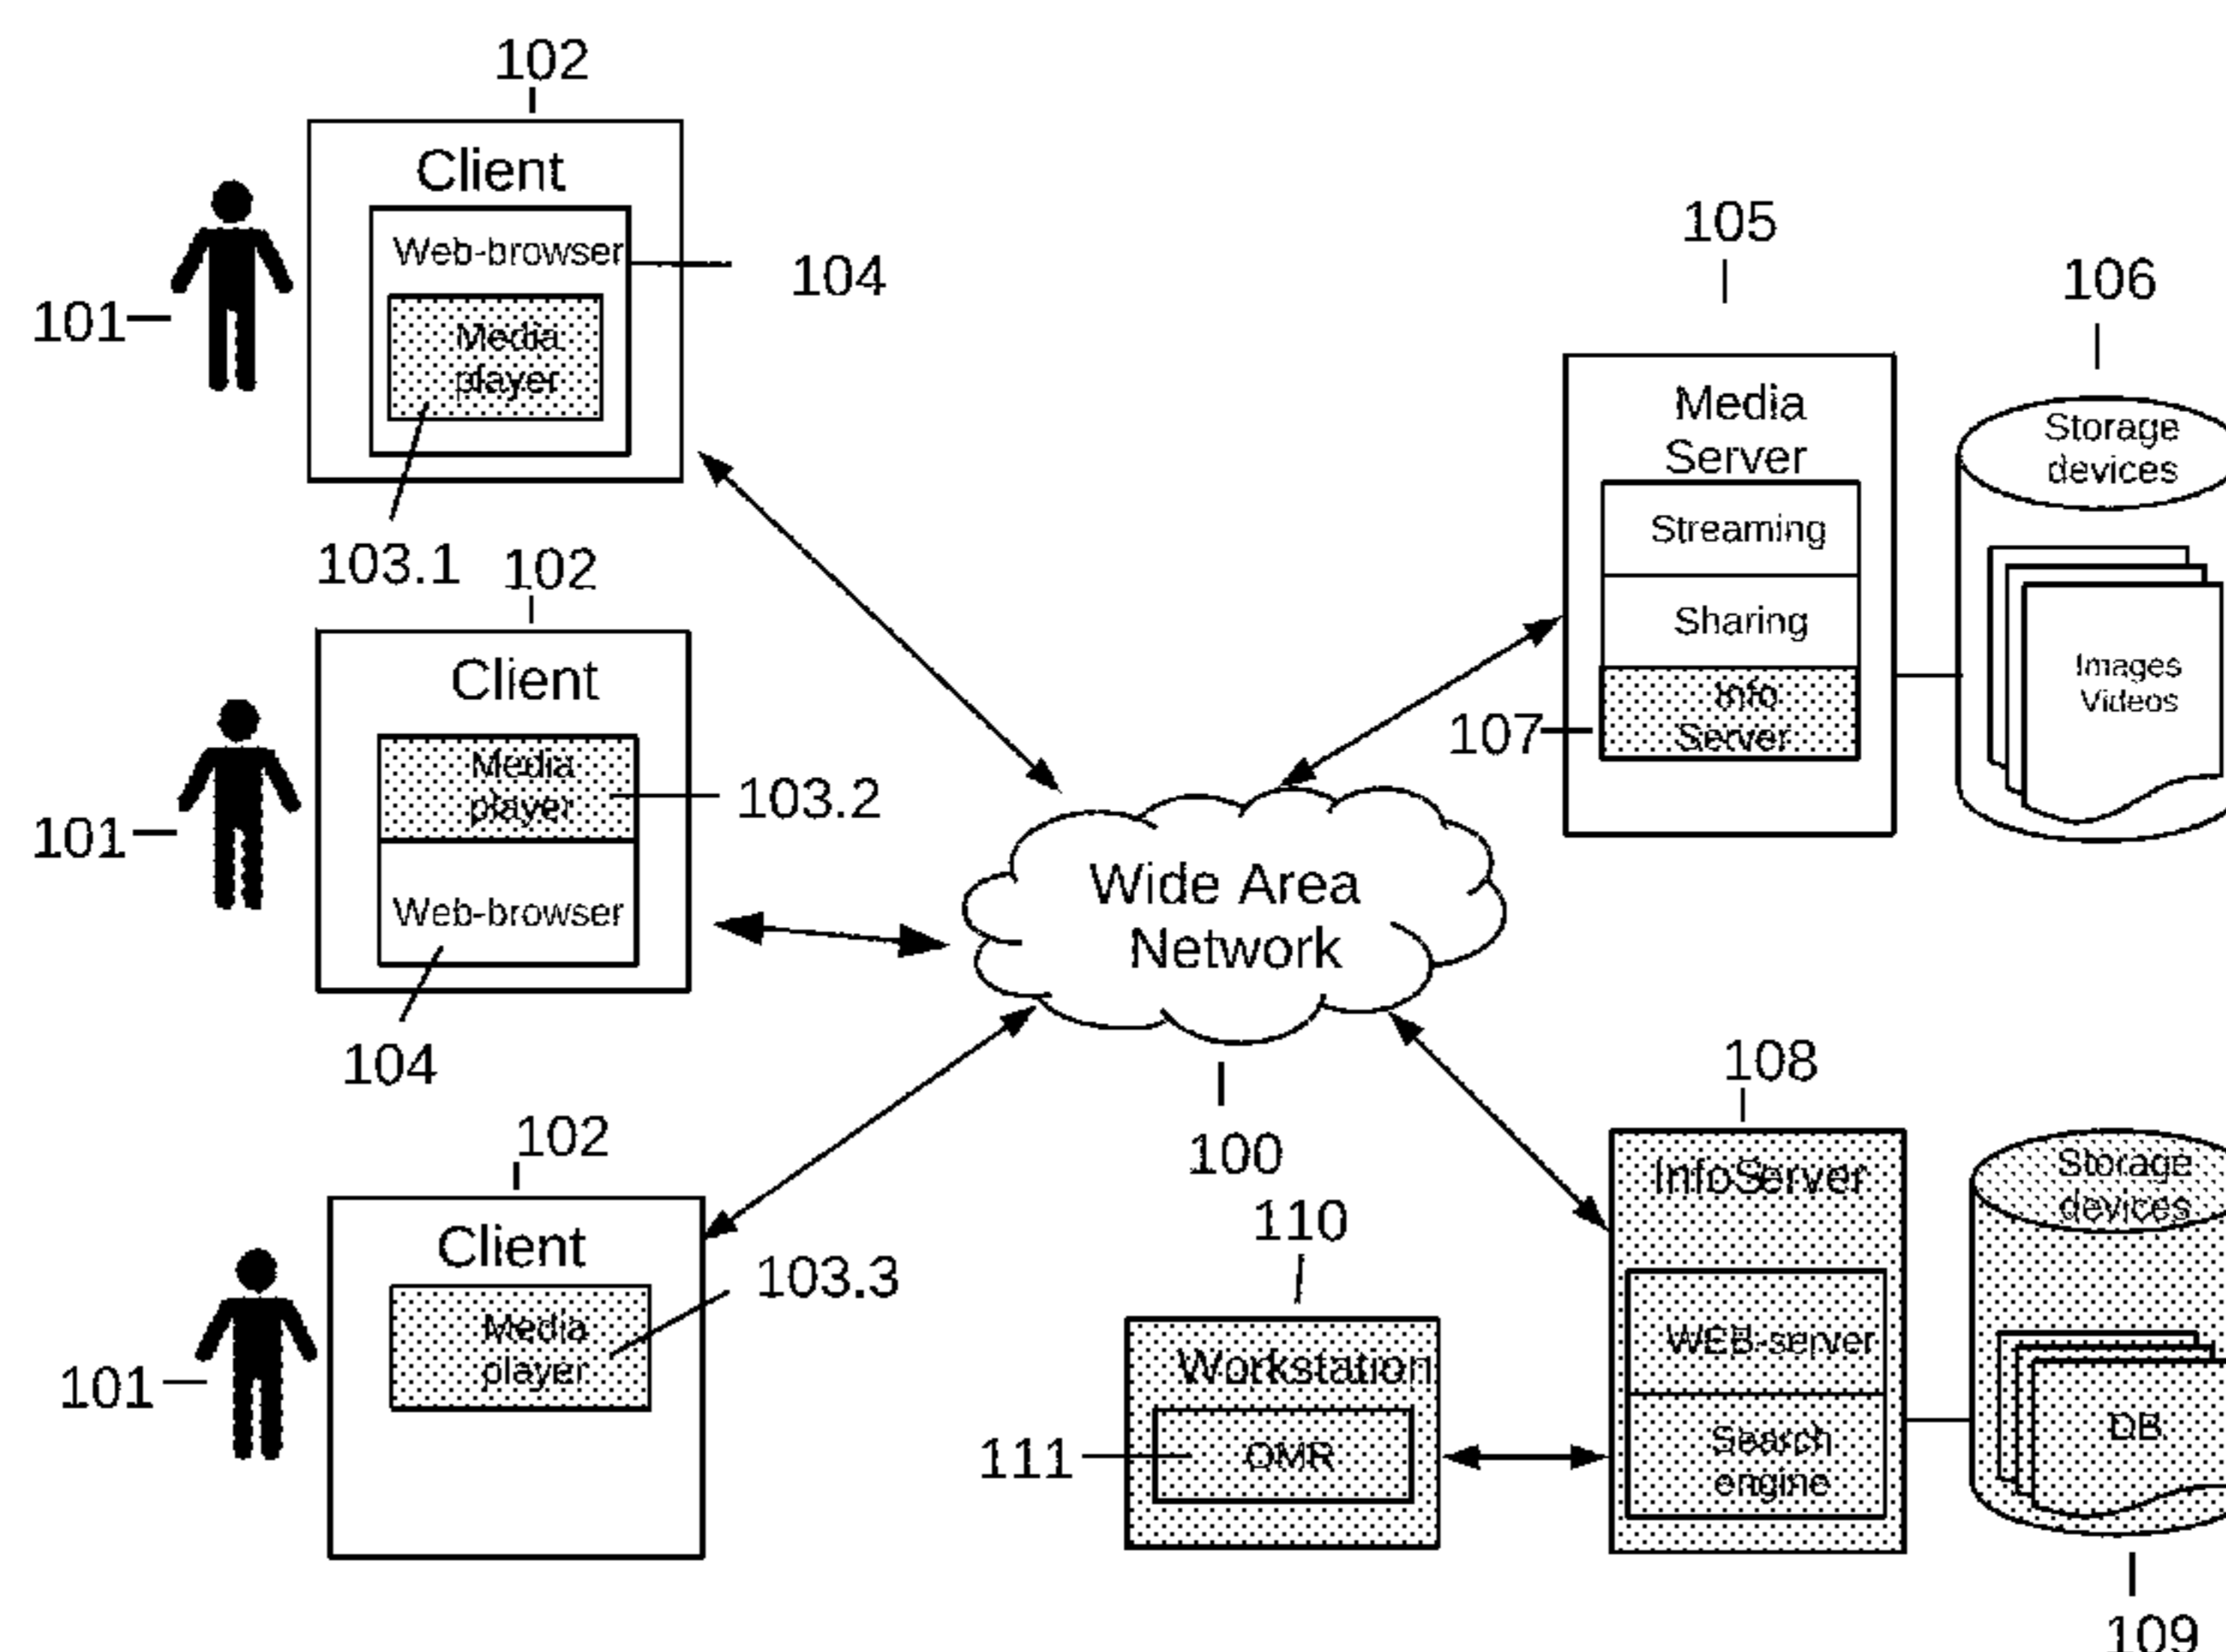 102
Client
Web-browser
104
Media
player
101
103.1
102
Client
Media
player
103.2
101
Web-browser
104
102
Client
103.3
Media
player
101
Wide Area
Network
100
105
Media
Server
Streaming
Sharing
Info
Server
107
106
Storage
devices
Images
Videos
108
InfoServer
WEB-server
Search
engine
110
Workstation
OMR
111
Storage
devices
DB
109